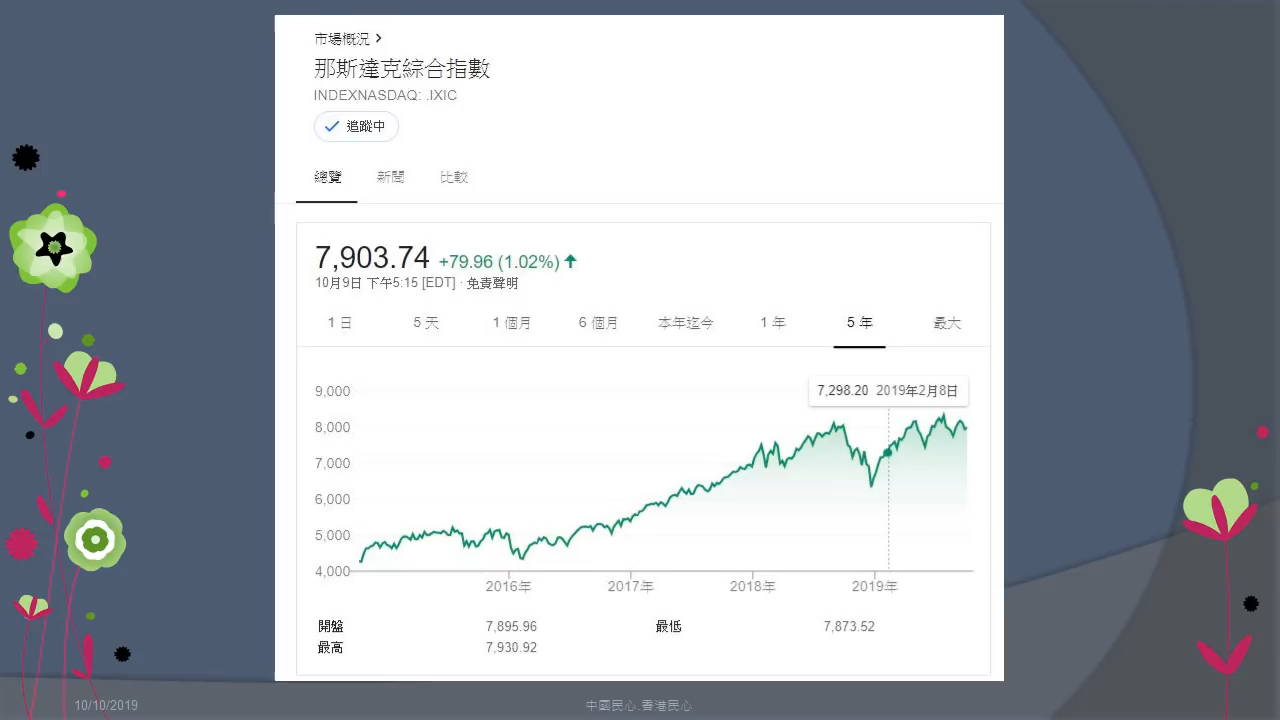 市場概況
那斯達克綜合指數
INDEXNASDAQ: .IXIC
追蹤中
總覽 新聞 比較
7,903.74 +79.96 (1.02%)
10月9日 下午5:15 [EDT] · 免責聲明
1 日 5 天 1 個月 6 個月 本年迄今 1 年 5 年 最大
7,298.20 2019年2月8日
9,000
8,000
7,000
6,000
5,000
4,000
2016年 2017年 2018年 2019年
開盤 7,895.96 最低 7,873.52
最高 7,930.92
10/10/2019 中國民心.香港民心